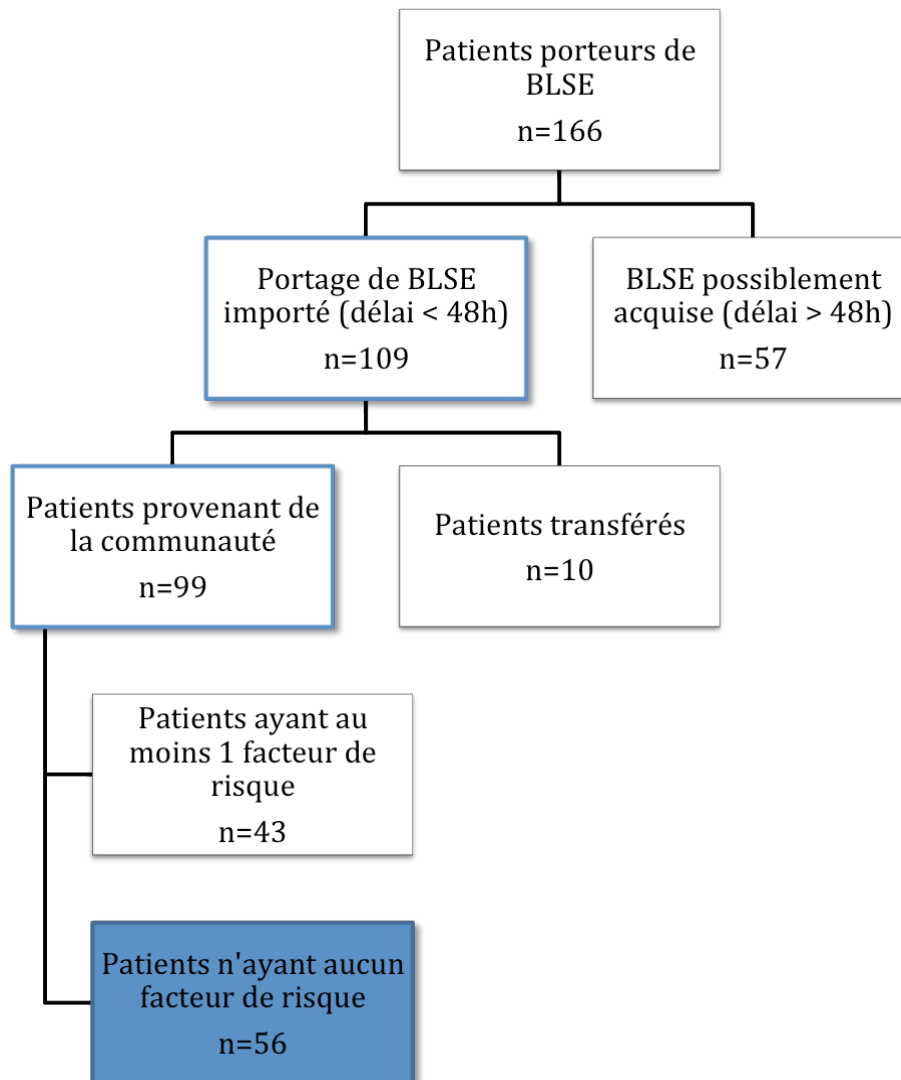 Patients porteurs de
BLSE
n=166
Portage de BLSE
importé (délai < 48h)
n=109
BLSE possiblement
acquise (délai > 48h)
n=57
Patients provenant de
la communauté
n=99
Patients transférés
n=10
Patients ayant au
moins 1 facteur de
risque
n=43
Patients n'ayant aucun
facteur de risque
n=56